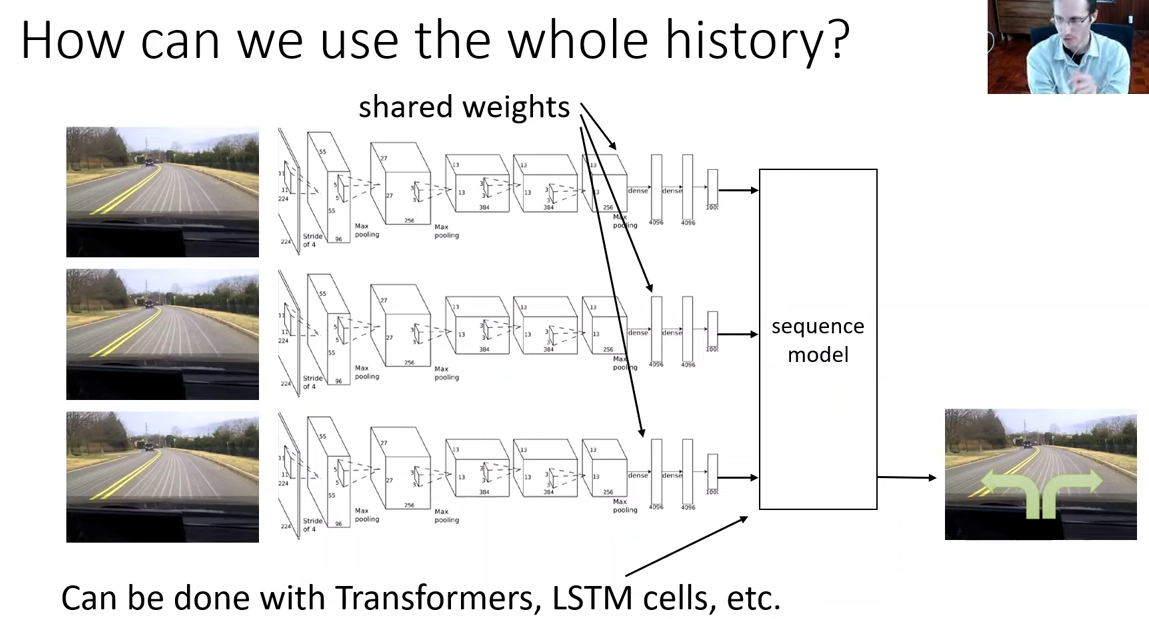 How can we use the whole history?
shared weights
55
27
13 13 13
11 5 3 3
11 5 27 3 13 3 13 3 13 dense dense
224 55 384 384 256
256 Max
pooling 4096 4096
224 Stride of 4 96 Max pooling Max pooling
55
27
13 13 13
11 5 3 3
11 5 27 3 13 3 13 3 13 dense dense
224 55 384 384 256
256 Max
pooling 4096 4096
224 Stride of 4 96 Max pooling Max pooling
sequence
model
55
27
13 13 13
11 5 3 3
11 5 27 3 13 3 13 3 13 dense dense
224 55 384 384 256
256 Max
pooling 4096 4096
224 Stride of 4 96 Max pooling Max pooling
Can be done with Transformers, LSTM cells, etc.